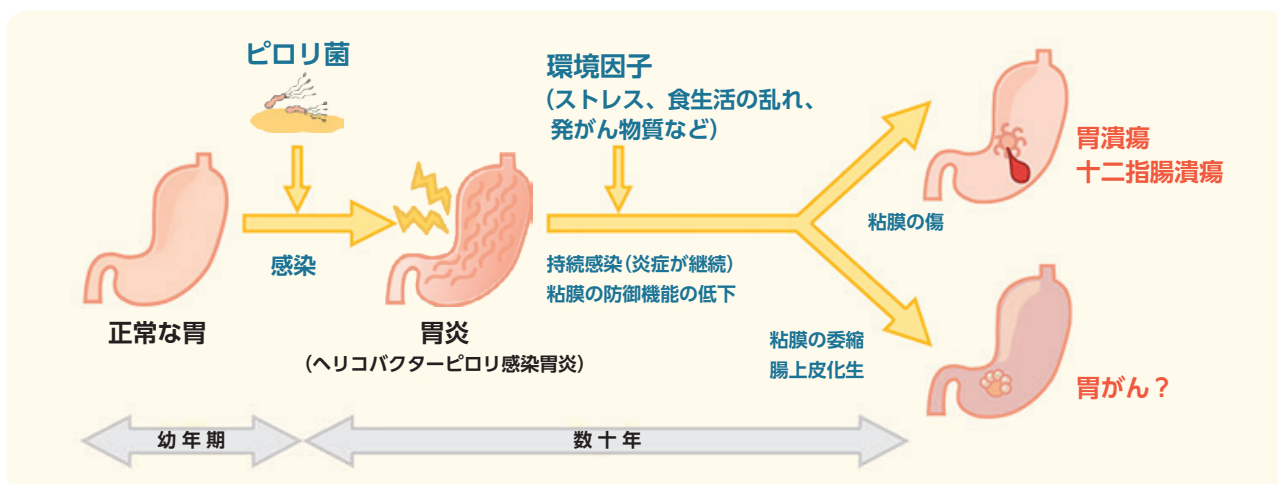 ピロリ菌
環境因子
（ストレス、食生活の乱れ、
発がん物質など）
胃潰瘍
十二指腸潰瘍
粘膜の傷
感染
持続感染（炎症が継続）
粘膜の防御機能の低下
正常な胃
胃炎
（ヘリコバクターピロリ感染胃炎）
粘膜の委縮
腸上皮化生
胃がん？
幼年期
数十年